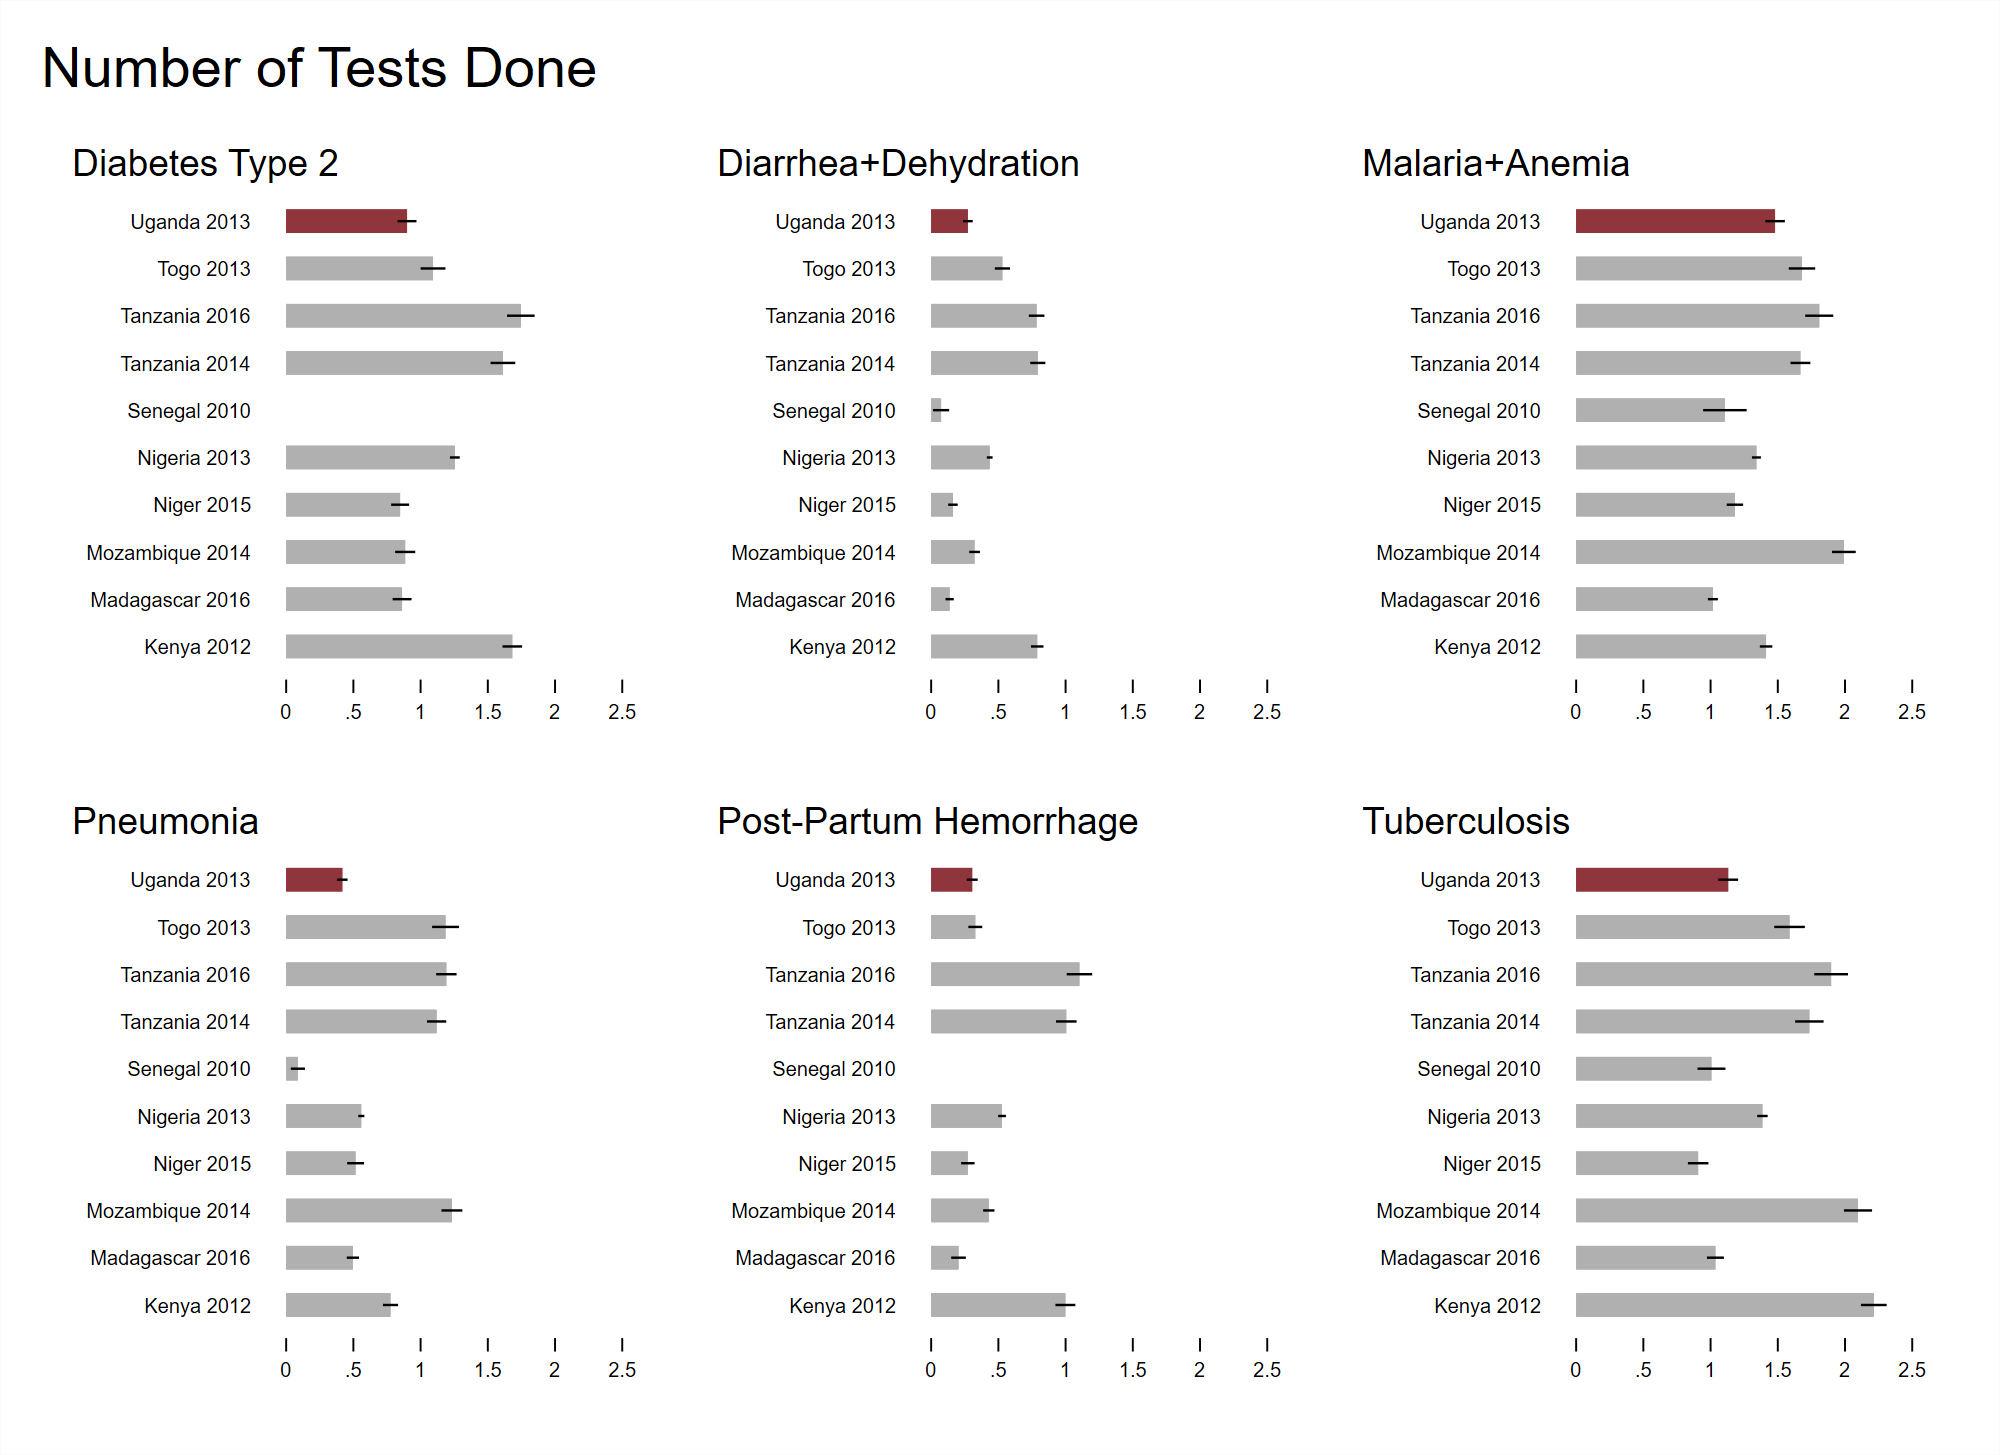 Number of Tests Done
Diabetes Type 2
Uganda 2013
Togo 2013
Tanzania 2016
Tanzania 2014
Senegal 2010
Nigeria 2013
Niger 2015
Mozambique 2014
Madagascar 2016
Kenya 2012
0 .5 1 1.5 2 2.5
Diarrhea+Dehydration
Uganda 2013
Togo 2013
Tanzania 2016
Tanzania 2014
Senegal 2010
Nigeria 2013
Niger 2015
Mozambique 2014
Madagascar 2016
Kenya 2012
0 .5 1 1.5 2 2.5
Malaria+Anemia
Uganda 2013
Togo 2013
Tanzania 2016
Tanzania 2014
Senegal 2010
Nigeria 2013
Niger 2015
Mozambique 2014
Madagascar 2016
Kenya 2012
0 .5 1 1.5 2 2.5
Pneumonia
Uganda 2013
Togo 2013
Tanzania 2016
Tanzania 2014
Senegal 2010
Nigeria 2013
Niger 2015
Mozambique 2014
Madagascar 2016
Kenya 2012
0 .5 1 1.5 2 2.5
Post-Partum Hemorrhage
Uganda 2013
Togo 2013
Tanzania 2016
Tanzania 2014
Senegal 2010
Nigeria 2013
Niger 2015
Mozambique 2014
Madagascar 2016
Kenya 2012
0 .5 1 1.5 2 2.5
Tuberculosis
Uganda 2013
Togo 2013
Tanzania 2016
Tanzania 2014
Senegal 2010
Nigeria 2013
Niger 2015
Mozambique 2014
Madagascar 2016
Kenya 2012
0 .5 1 1.5 2 2.5